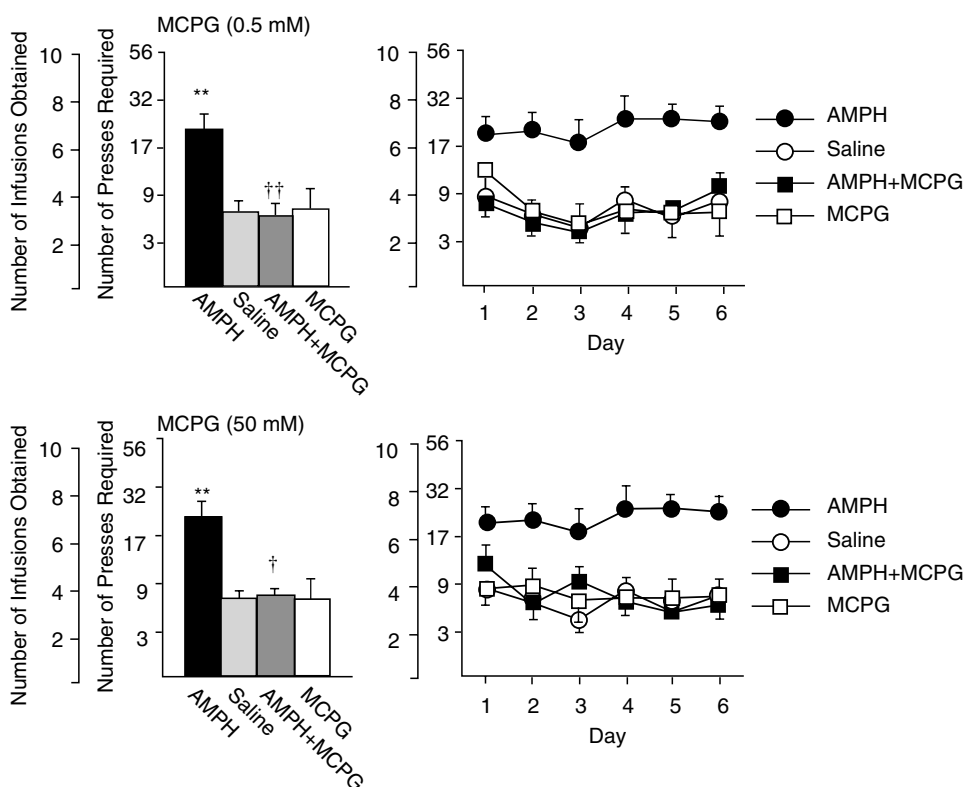 MCPG (0.5 mM)
Number of Infusions Obtained
10
8
6
4
2
Number of Presses Required
56
32
17
9
3
**
††
AMPH
Saline
AMPH+MCPG
MCPG
10
8
6
4
2
56
32
17
9
3
1 2 3 4 5 6
Day
AMPH
Saline
AMPH+MCPG
MCPG
MCPG (50 mM)
Number of Infusions Obtained
10
8
6
4
2
Number of Presses Required
56
32
17
9
3
**
†
AMPH
Saline
AMPH+MCPG
MCPG
10
8
6
4
2
56
32
17
9
3
1 2 3 4 5 6
Day
AMPH
Saline
AMPH+MCPG
MCPG